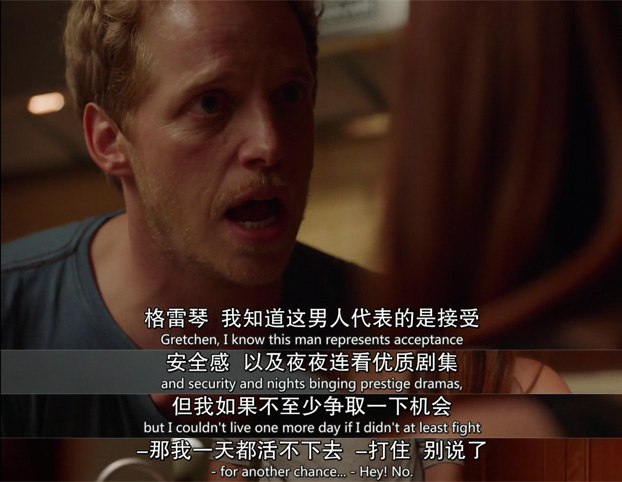 格雷琴 我知道这男人代表的是接受
Gretchen, I know this man represents acceptance
安全感 以及夜夜连看优质剧集
and security and nights binging prestige dramas,
但我如果不至少争取一下机会
but I couldn't live one more day if I didn't at least fight
–那我一天都活不下去 –打住 别说了
- for another chance... - Hey! No.